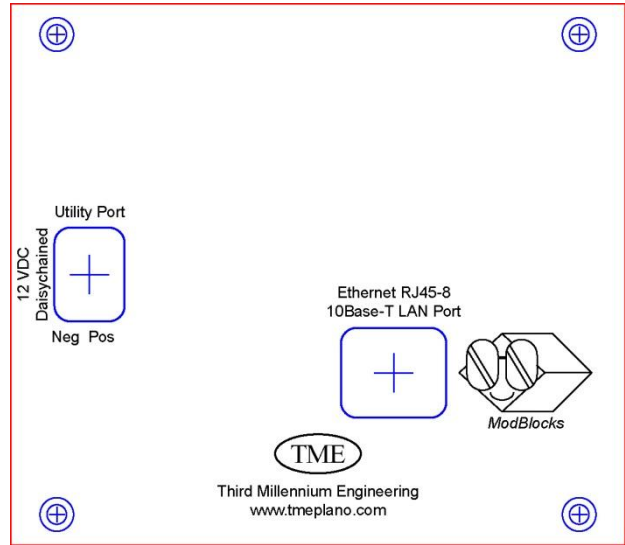 Utility Port
12 VDC
Daisychained
Neg Pos
Ethernet RJ45-8
10Base-T LAN Port
ModBlocks
TME
Third Millennium Engineering
www.tmeplano.com